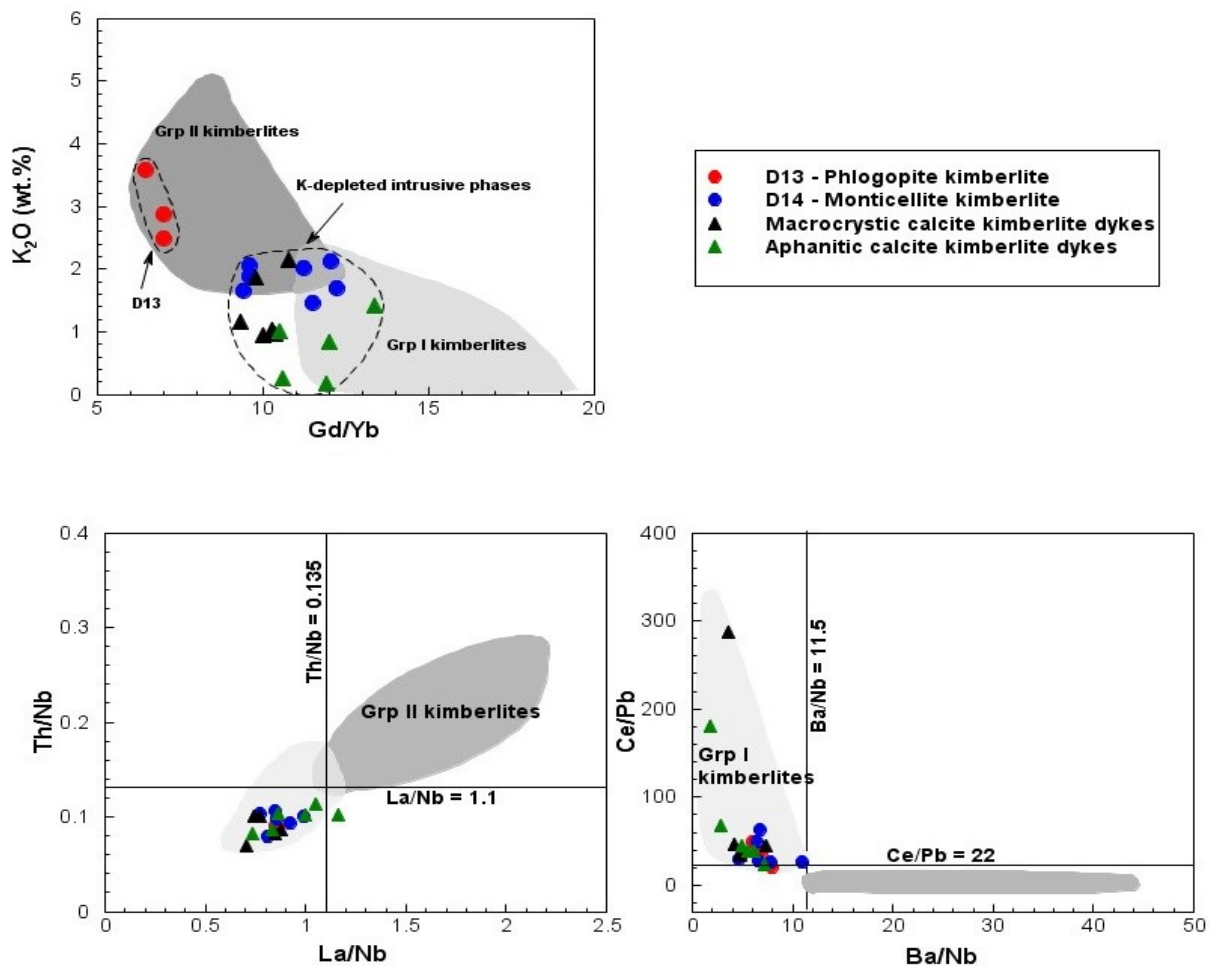 6
5
4
3
2
1
0
K₂O (wt.%)
Grp II kimberlites
K-depleted intrusive phases
D13
Grp I kimberlites
5
10
15
20
Gd/Yb
D13 - Phlogopite kimberlite
D14 - Monticellite kimberlite
Macrocrystic calcite kimberlite dykes
Aphanitic calcite kimberlite dykes
0.4
0.3
0.2
0.1
0
Th/Nb
Th/Nb = 0.135
Grp II kimberlites
La/Nb = 1.1
0
0.5
1
1.5
2
2.5
La/Nb
400
300
200
100
0
Ce/Pb
Ba/Nb = 11.5
Grp I
kimberlites
Ce/Pb = 22
0
10
20
30
40
50
Ba/Nb